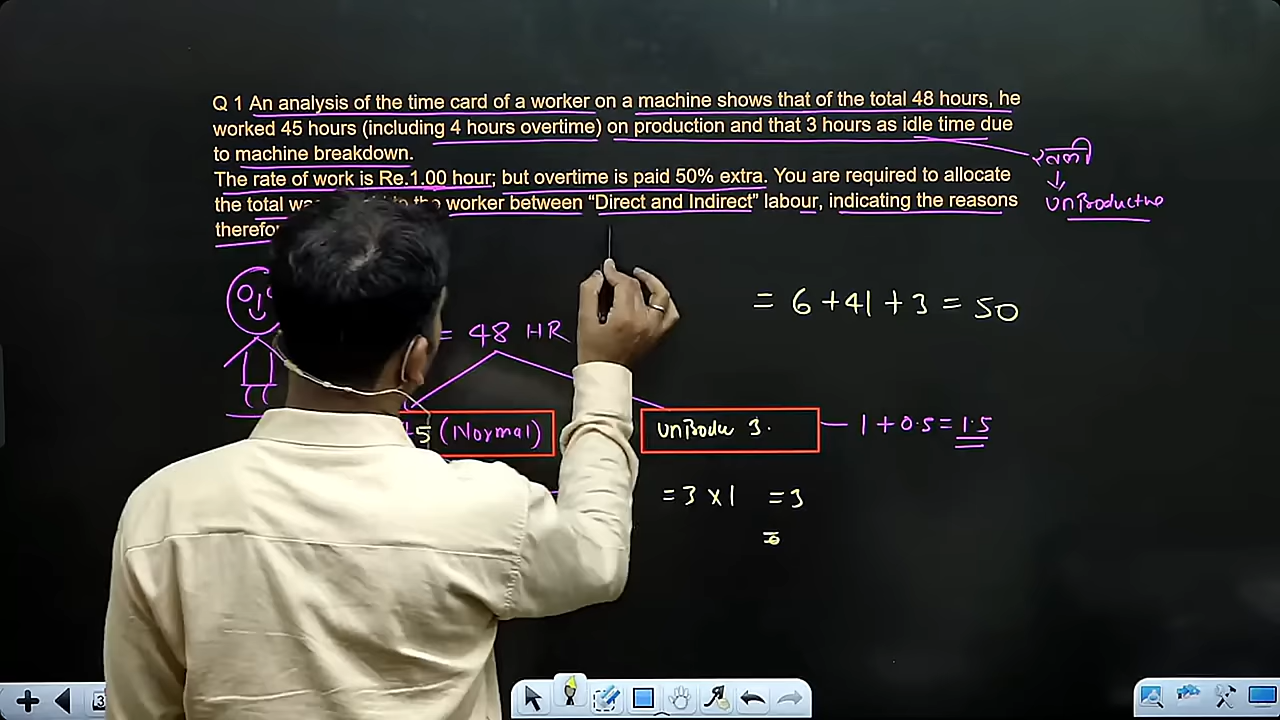 Q 1 An analysis of the time card of a worker on a machine shows that of the total 48 hours, he
worked 45 hours (including 4 hours overtime) on production and that 3 hours as idle time due
to machine breakdown.
The rate of work is Re.1.00 hour; but overtime is paid 50% extra. You are required to allocate
the total the worker between “Direct and Indirect” labour, indicating the reasons
खाली
↓
= 6 + 41 + 3 = 50
= 48 HR
5 (Normal)
3.
1 + 0.5 = 1.5
= 3 x 1 = 3